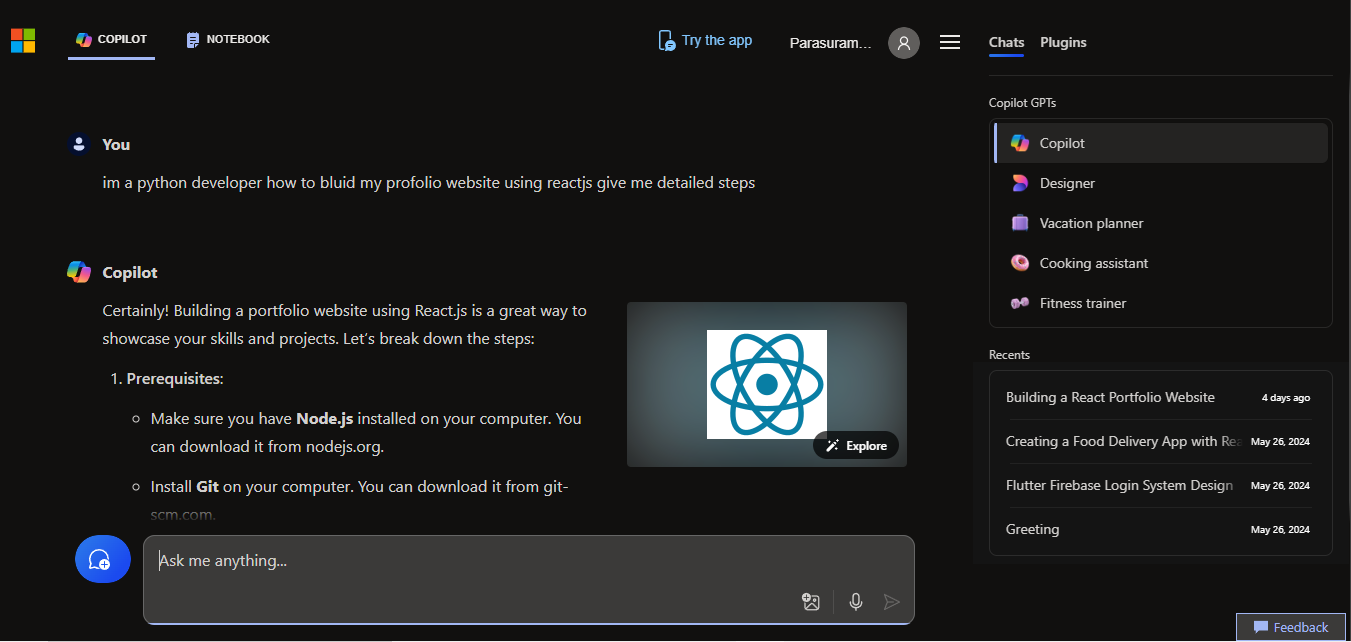 COPILOT
NOTEBOOK
Try the app
Parasuram...
Chats
Plugins
Copilot GPTs
Copilot
Designer
Vacation planner
Cooking assistant
Fitness trainer
Recents
Building a React Portfolio Website 4 days ago
Creating a Food Delivery App with Rea May 26, 2024
Flutter Firebase Login System Design May 26, 2024
Greeting May 26, 2024
You
im a python developer how to bluid my profolio website using reactjs give me detailed steps
Copilot
Certainly! Building a portfolio website using React.js is a great way to
showcase your skills and projects. Let's break down the steps:
1. Prerequisites:
Make sure you have Node.js installed on your computer. You
can download it from nodejs.org.
Install Git on your computer. You can download it from git-
scm.com.
Explore
Ask me anything...
Feedback